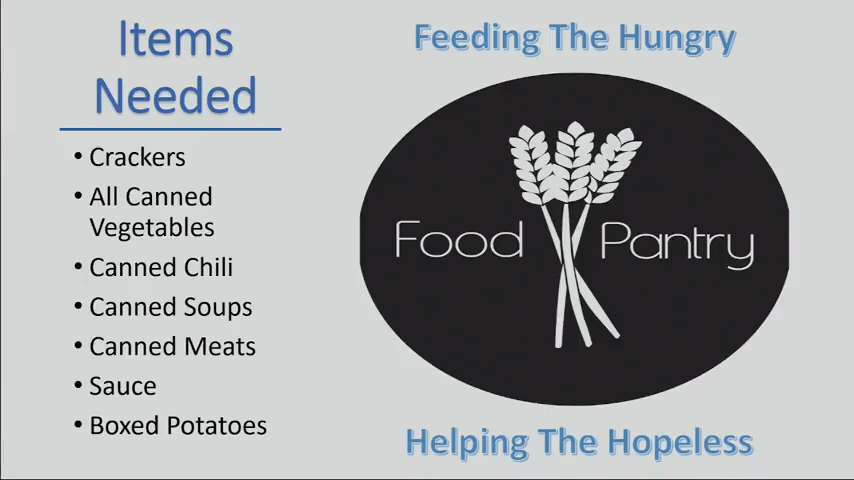 Items
Needed
• Crackers
• All Canned
Vegetables
• Canned Chili
• Canned Soups
• Canned Meats
• Sauce
• Boxed Potatoes
Feeding The Hungry
Food Pantry
Helping The Hopeless